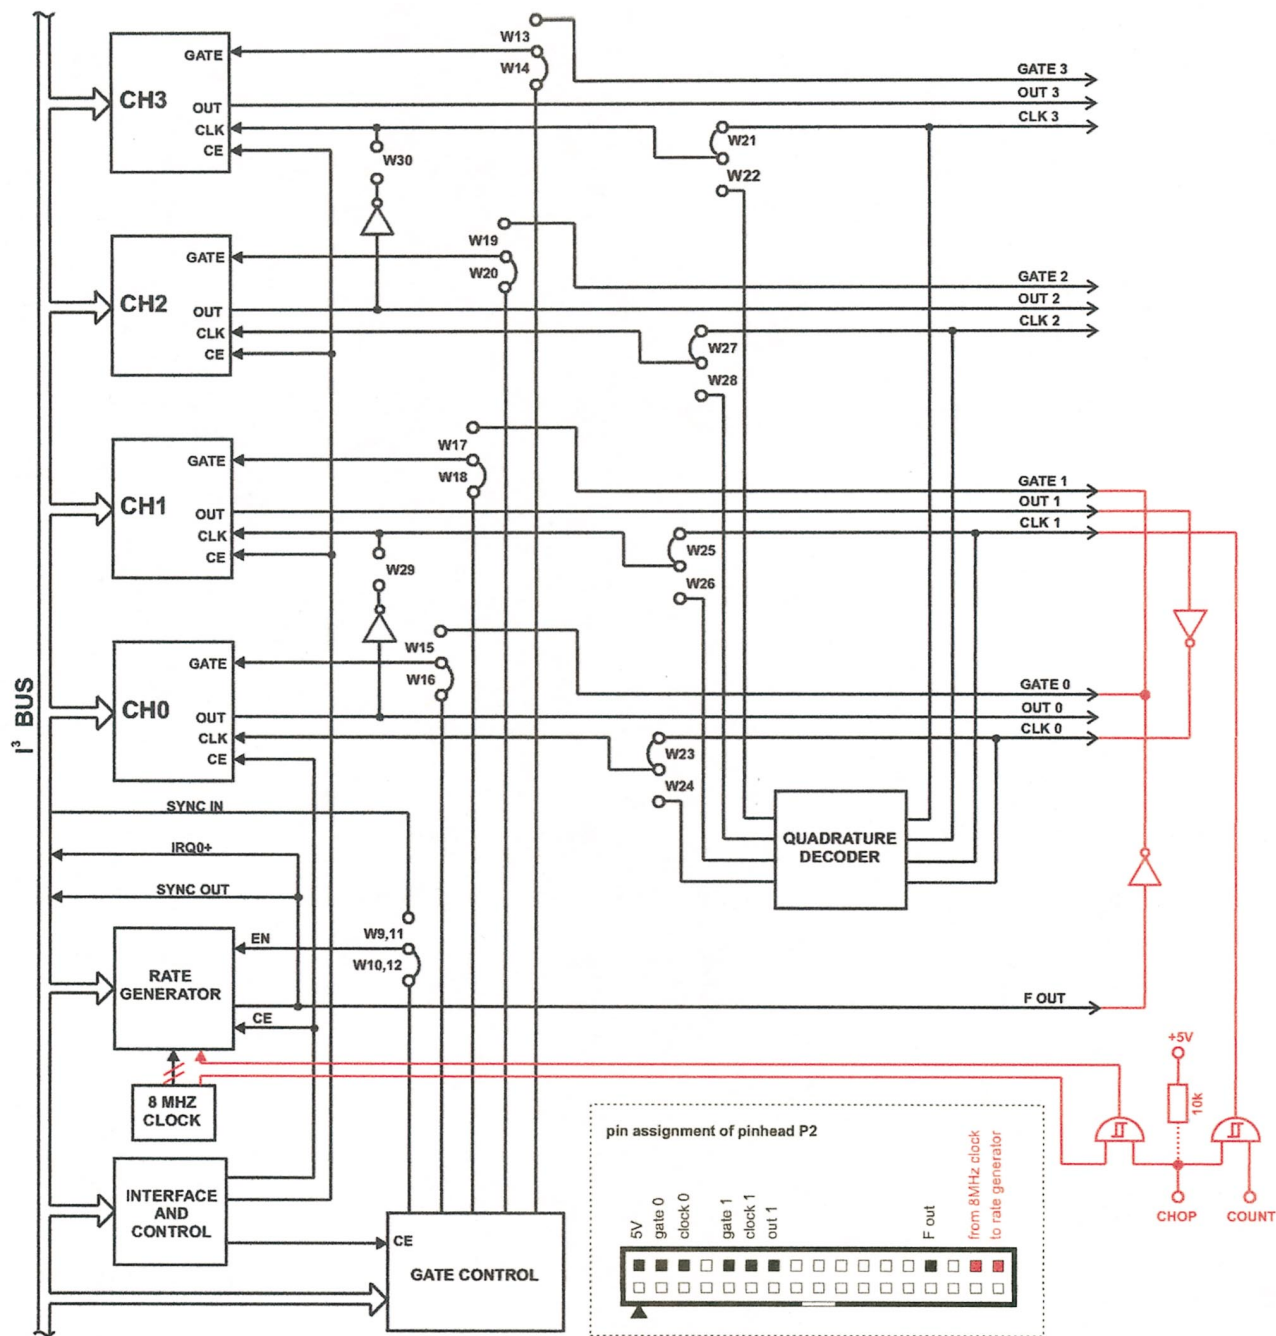 W13
GATE
GATE 3
W14
CH3
OUT
OUT 3
CLK
CLK 3
CE
W30
W21
W22
W19
GATE
W20
GATE 2
CH2
OUT
OUT 2
CLK
CLK 2
CE
W27
W28
W17
GATE
W18
GATE 1
CH1
OUT
OUT 1
CLK
CLK 1
CE
W29
W25
W26
W15
GATE
W16
GATE 0
I³ BUS
CH0
OUT
OUT 0
CLK
CLK 0
CE
W23
W24
SYNC IN
QUADRATURE
DECODER
IRQ0+
SYNC OUT
EN
W9,11
W10,12
RATE
GENERATOR
F OUT
CE
+5V
10k
8 MHZ
CLOCK
pin assignment of pinhead P2
INTERFACE
AND
CONTROL
CE
GATE CONTROL
5V
gate 0
clock 0
gate 1
clock 1
out 1
F out
from 8MHz clock
to rate generator
CHOP
COUNT